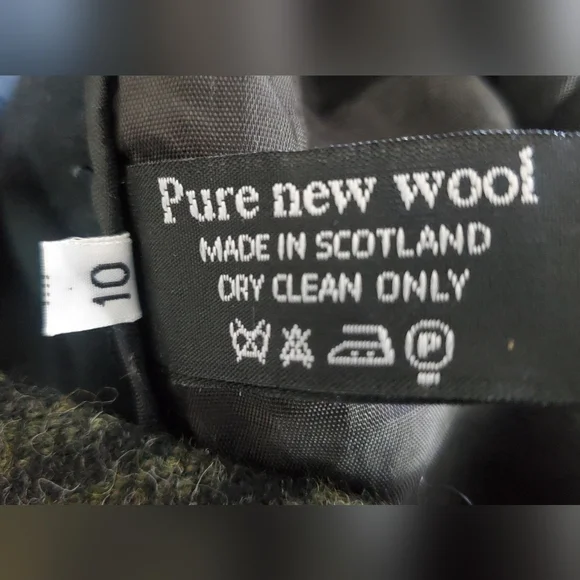 Pure new wool
MADE IN SCOTLAND
DRY CLEAN ONLY
P
10